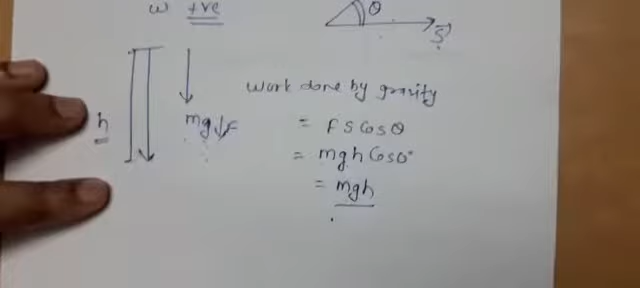 W +ve
θ
S
Work done by gravity
h
mg F
= F S Cos θ
= mgh Cos 0°
= mgh